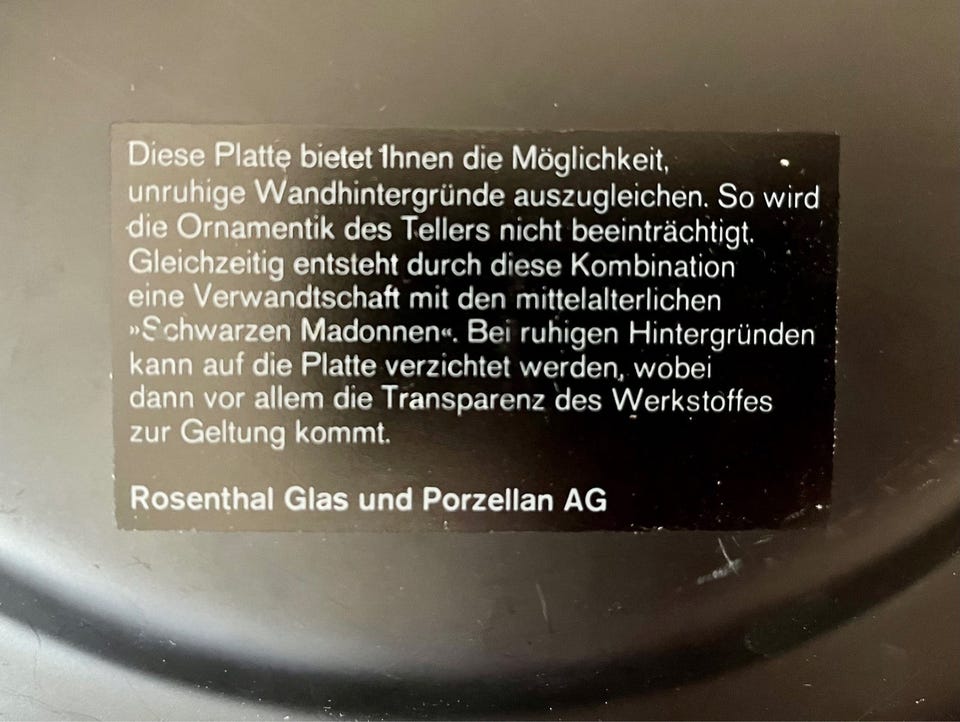 Diese Platte bietet Ihnen die Möglichkeit,
unruhige Wandhintergründe auszugleichen. So wird
die Ornamentik des Tellers nicht beeinträchtigt.
Gleichzeitig entsteht durch diese Kombination
eine Verwandtschaft mit den mittelalterlichen
»Schwarzen Madonnen«. Bei ruhigen Hintergründen
kann auf die Platte verzichtet werden, wobei
dann vor allem die Transparenz des Werkstoffes
zur Geltung kommt.
Rosenthal Glas und Porzellan AG